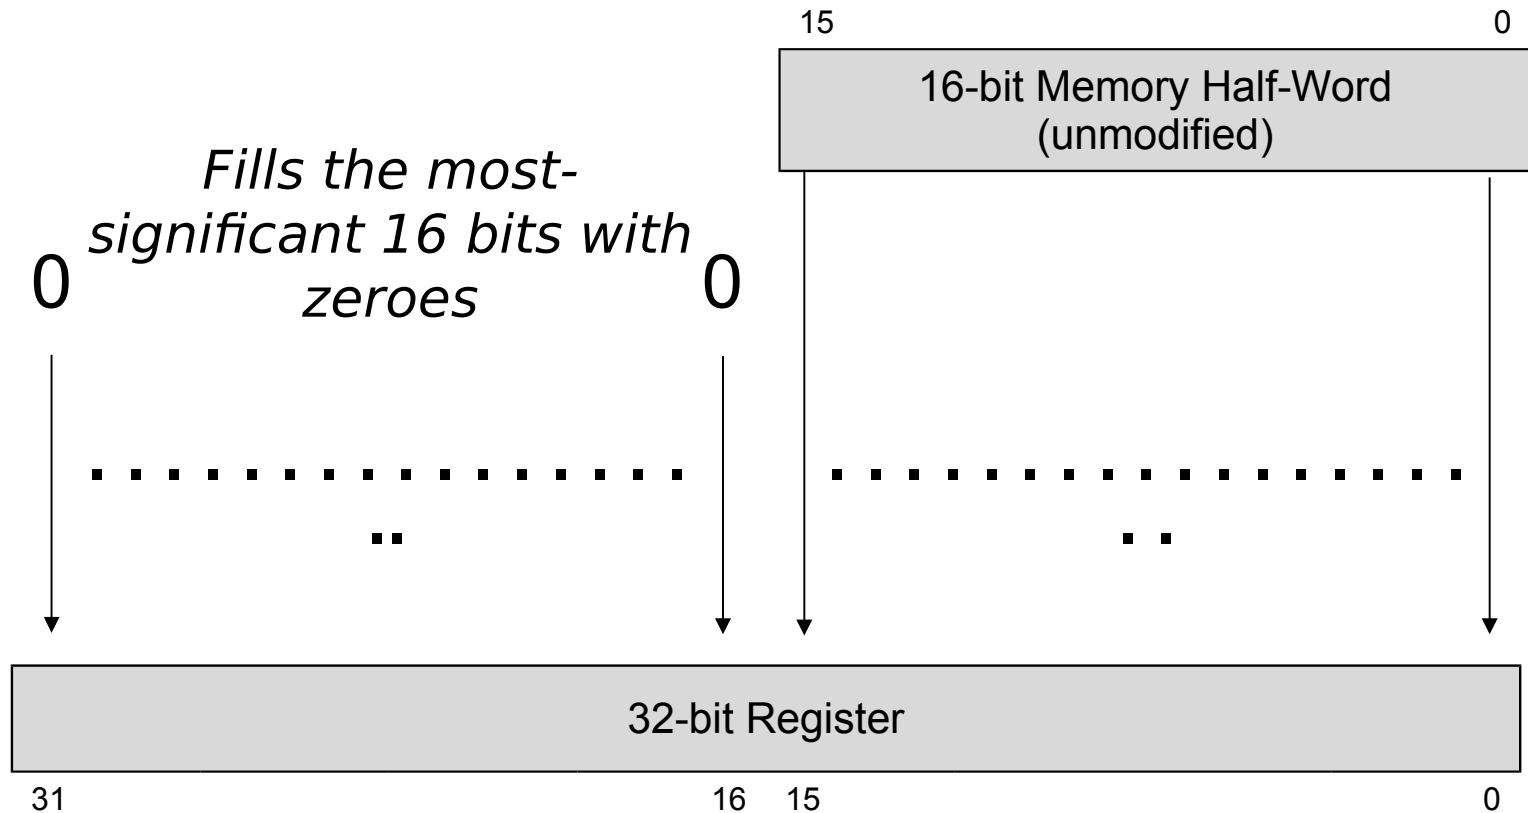 15 0
16-bit Memory Half-Word
(unmodified)
Fills the most-
significant 16 bits with
zeroes
0 0
32-bit Register
31 16 15 0